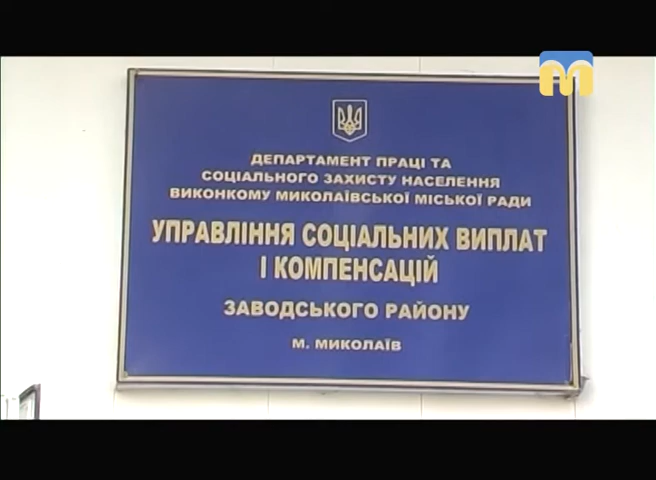 ДЕПАРТАМЕНТ ПРАЦІ ТА
СОЦІАЛЬНОГО ЗАХИСТУ НАСЕЛЕННЯ
ВИКОНКОМУ МИКОЛАЇВСЬКОЇ МІСЬКОЇ РАДИ
УПРАВЛІННЯ СОЦІАЛЬНИХ ВИПЛАТ
І КОМПЕНСАЦІЙ
ЗАВОДСЬКОГО РАЙОНУ
М. МИКОЛАЇВ